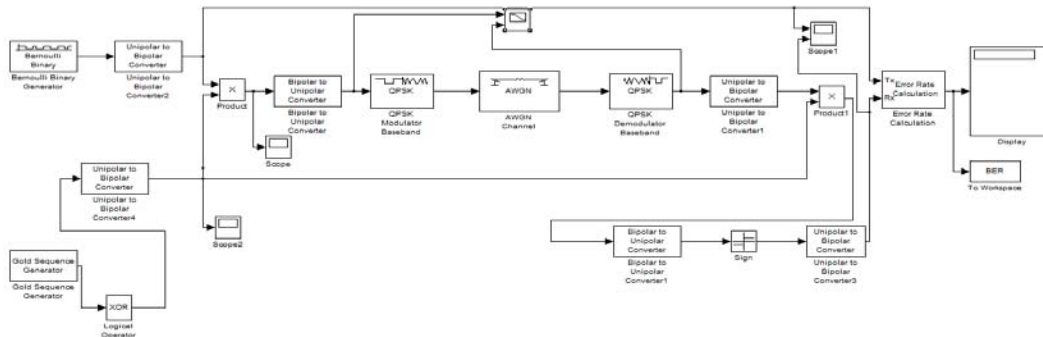 Bernoulli
Binary
Bernoulli Binary
Generator
Unipolar to
Bipolar
Converter
Unipolar to
Bipolar
Converter2
×
Product
Bipolar to
Unipolar
Converter
Bipolar to
Unipolar
Converter
QPSK
QPSK
Modulator
Baseband
AWGN
AWGN
Channel
QPSK
QPSK
Demodulator
Baseband
Unipolar to
Bipolar
Converter
Unipolar to
Bipolar
Converter1
×
Product1
Scope1
Tx
Rx
Error Rate
Calculation
Error Rate
Calculation
Display
BER
To Workspace
Scope
Unipolar to
Bipolar
Converter
Unipolar to
Bipolar
Converter4
Scope2
Gold Sequence
Generator
Gold Sequence
Generator
XOR
Logical
Operator
Bipolar to
Unipolar
Converter
Bipolar to
Unipolar
Converter1
Sign
Unipolar to
Bipolar
Converter
Unipolar to
Bipolar
Converter3